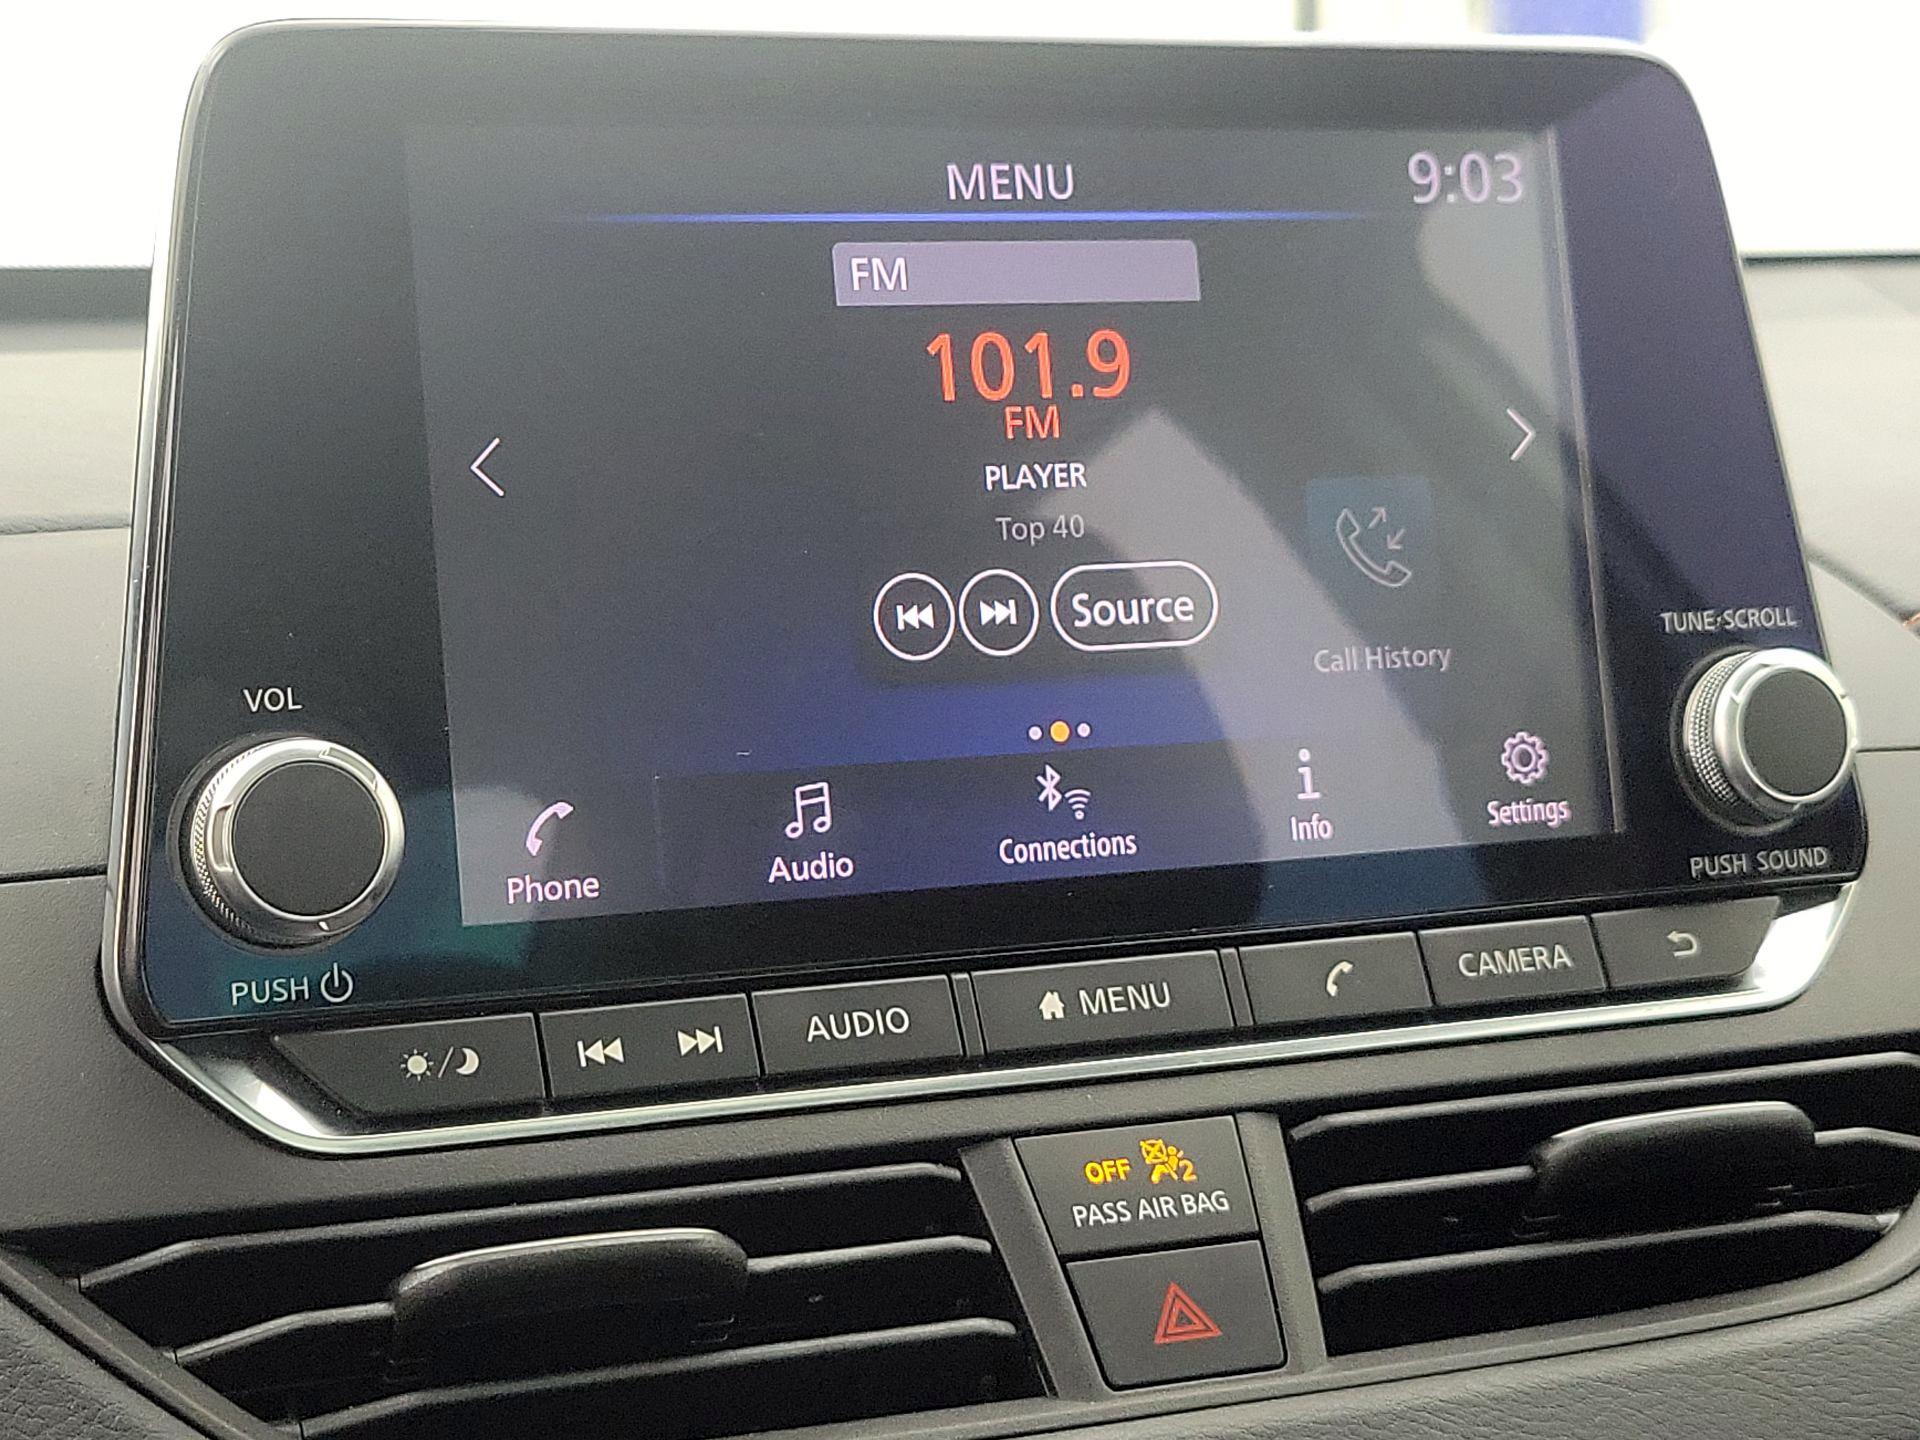 MENU
9:03
FM
101.9
FM
PLAYER
Top 40
Source
Call History
Phone
Audio
Connections
Info
Settings
VOL
PUSH
TUNE·SCROLL
PUSH SOUND
AUDIO
MENU
CAMERA
OFF 2
PASS AIR BAG